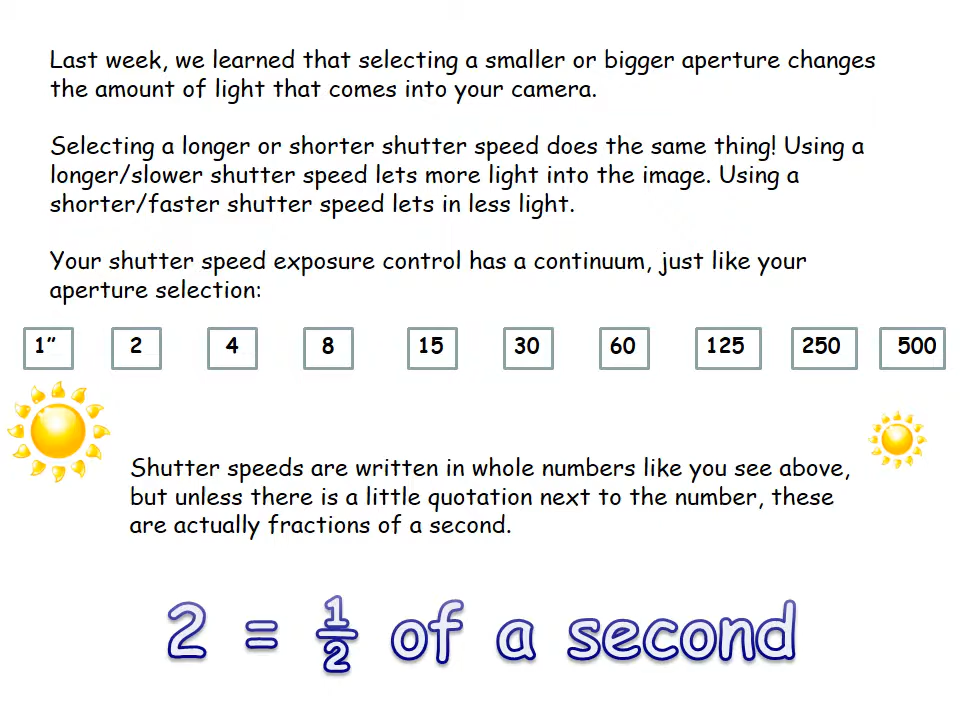 Last week, we learned that selecting a smaller or bigger aperture changes
the amount of light that comes into your camera.
Selecting a longer or shorter shutter speed does the same thing! Using a
longer/slower shutter speed lets more light into the image. Using a
shorter/faster shutter speed lets in less light.
Your shutter speed exposure control has a continuum, just like your
aperture selection:
1” 2 4 8 15 30 60 125 250 500
Shutter speeds are written in whole numbers like you see above,
but unless there is a little quotation next to the number, these
are actually fractions of a second.
2 = ½ of a second